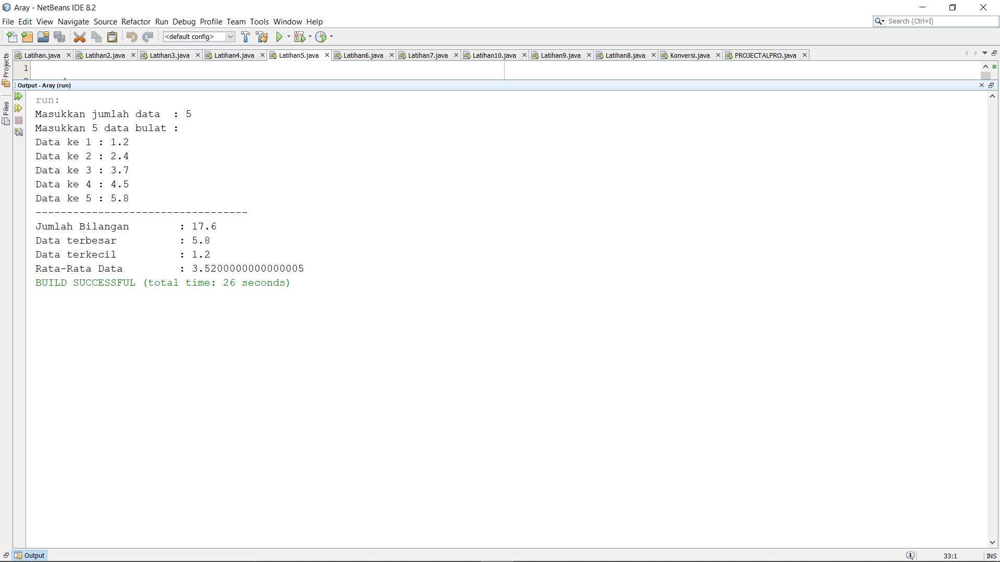 Aray - NetBeans IDE 8.2
File Edit View Navigate Source Refactor Run Debug Profile Team Tools Window Help
Search (Ctrl+I)
<default config>
Latihan.java Latihan2.java Latihan3.java Latihan4.java Latihan5.java Latihan6.java Latihan7.java Latihan10.java Latihan9.java Latihan8.java Konversi.java PROJECTALPRO.java
Projects
Files
1
Output - Aray (run)
run:
Masukkan jumlah data  : 5
Masukkan 5 data bulat :
Data ke 1 : 1.2
Data ke 2 : 2.4
Data ke 3 : 3.7
Data ke 4 : 4.5
Data ke 5 : 5.8
----------------------------------
Jumlah Bilangan        : 17.6
Data terbesar          : 5.8
Data terkecil          : 1.2
Rata-Rata Data         : 3.5200000000000005
BUILD SUCCESSFUL (total time: 26 seconds)
Output
1
33:1
INS